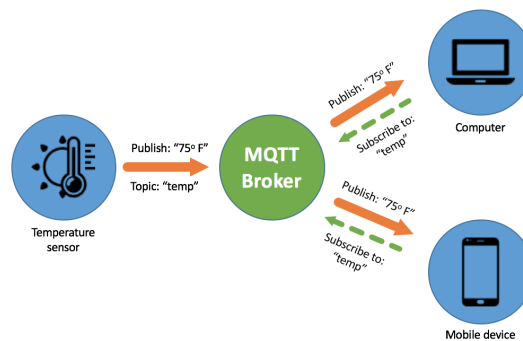 Publish: “75° F”
Topic: “temp”
Temperature
sensor
MQTT
Broker
Publish: “75° F”
Subscribe to:
“temp”
Computer
Publish: “75° F”
Subscribe to:
“temp”
Mobile device